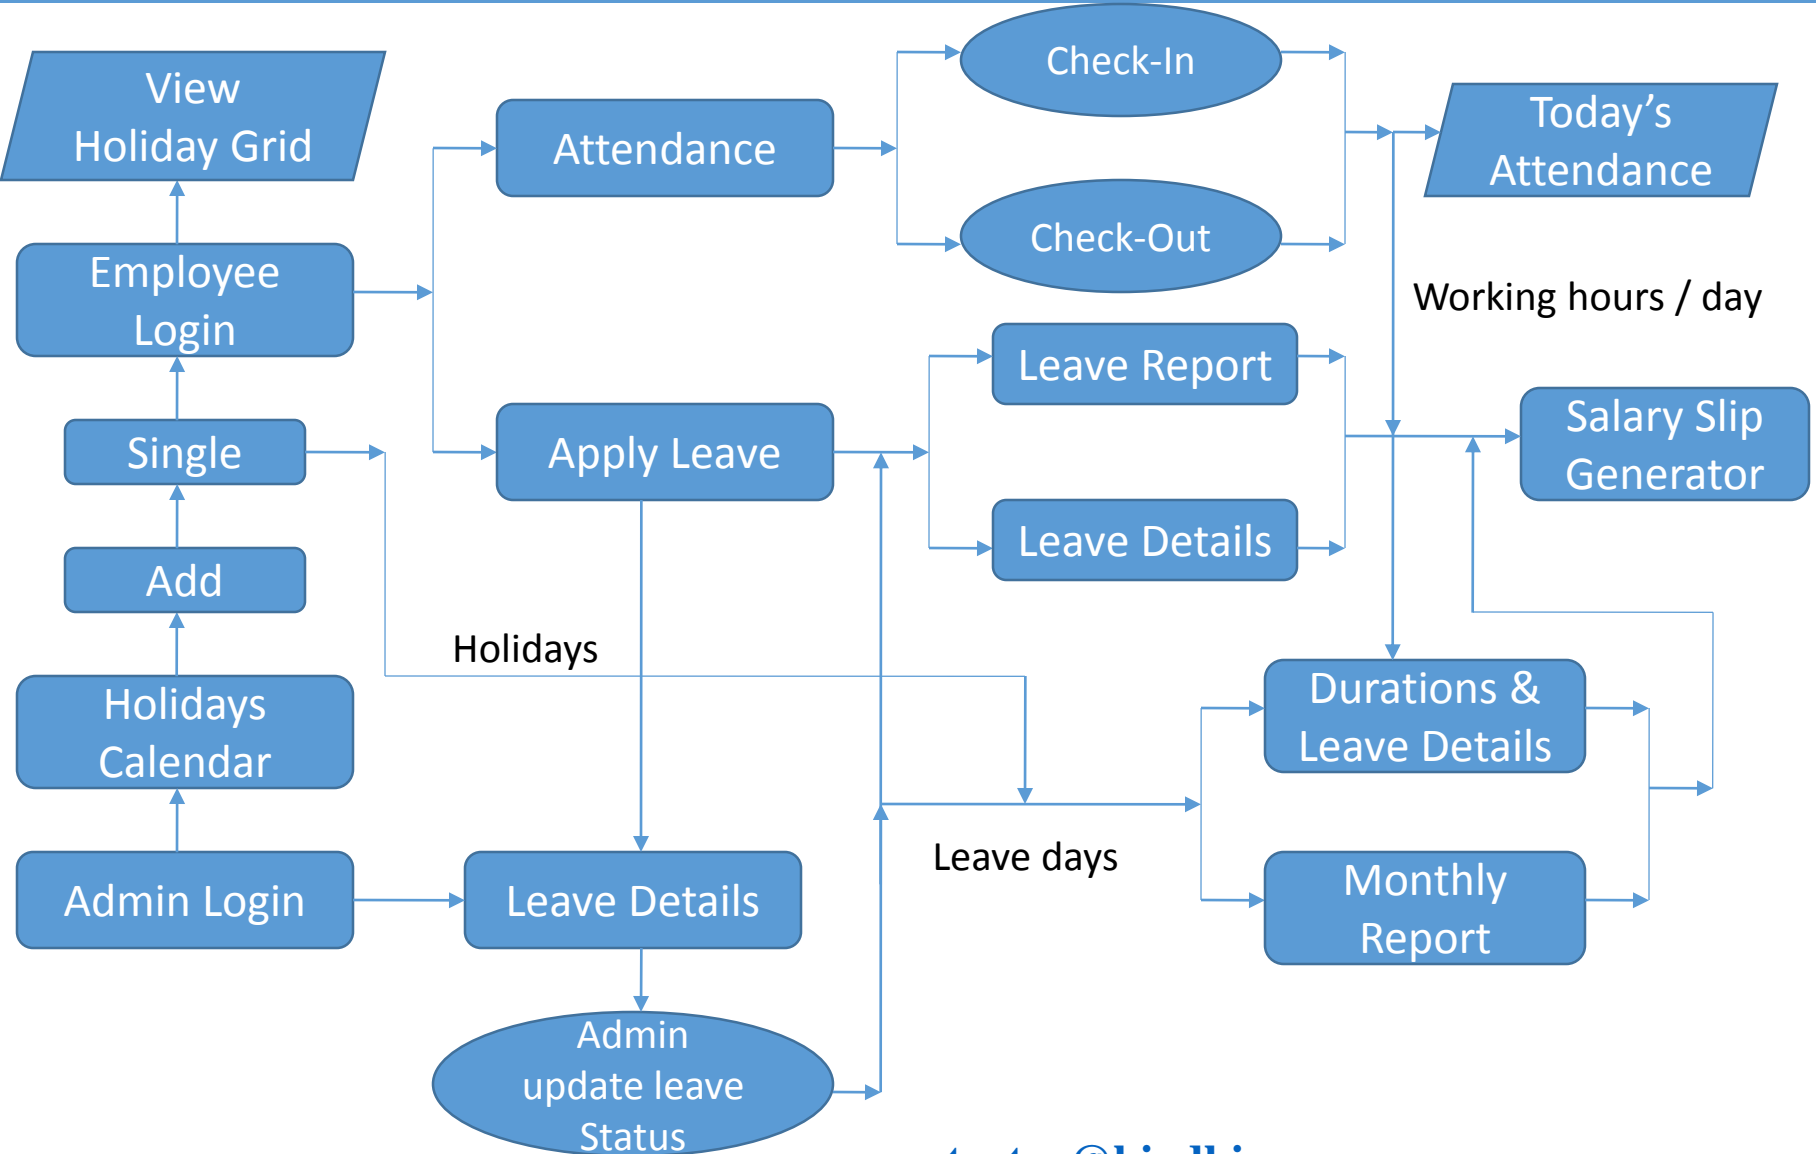 View
Holiday Grid
Check-In
Attendance
Today's
Attendance
Check-Out
Employee
Login
Working hours / day
Leave Report
Single
Apply Leave
Salary Slip
Generator
Leave Details
Add
Holidays
Holidays
Calendar
Durations &
Leave Details
Leave days
Admin Login
Leave Details
Monthly
Report
Admin
update leave
Status